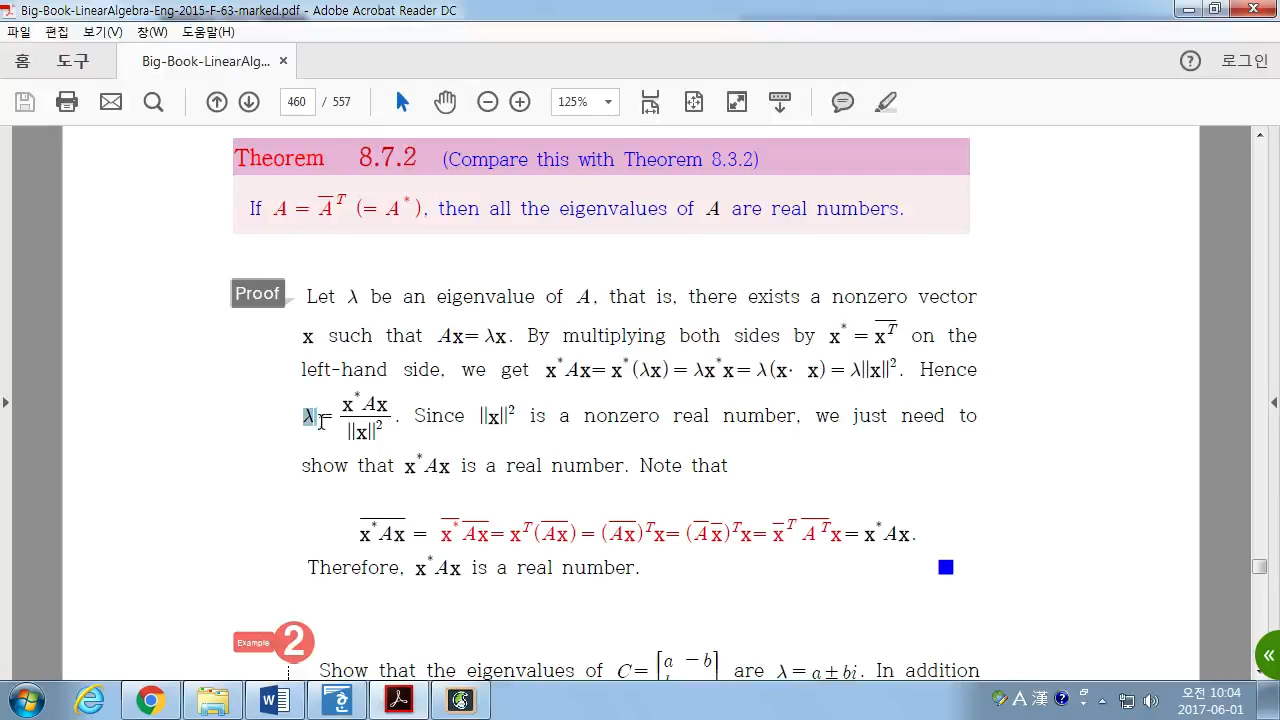 Big-Book-LinearAlgebra-Eng-2015-F-63-marked.pdf - Adobe Acrobat Reader DC
파일 편집 보기(V) 창(W) 도움말(H)
홈 도구 Big-Book-LinearAlg... × ? 로그인
460 / 557 125%
Theorem 8.7.2 (Compare this with Theorem 8.3.2)
If A = A̅ᵀ (= A*), then all the eigenvalues of A are real numbers.
Proof Let λ be an eigenvalue of A, that is, there exists a nonzero vector
x such that Ax = λx. By multiplying both sides by x* = x̅ᵀ̅ on the
left-hand side, we get x*Ax = x*(λx) = λx*x = λ(x· x) = λ||x||². Hence
λ = x*Ax / ||x||². Since ||x||² is a nonzero real number, we just need to
show that x*Ax is a real number. Note that
x̅*̅A̅x̅ = x̅*̅ A̅x̅ = xᵀ(A̅x̅) = (A̅x̅)ᵀx = (A̅ x̅)ᵀx = x̅ᵀ A̅ᵀ̅x = x*Ax.
Therefore, x*Ax is a real number.
Example 2
Show that the eigenvalues of C = [a −b are λ = a ± bi. In addition
A 漢 오전 10:04
2017-06-01